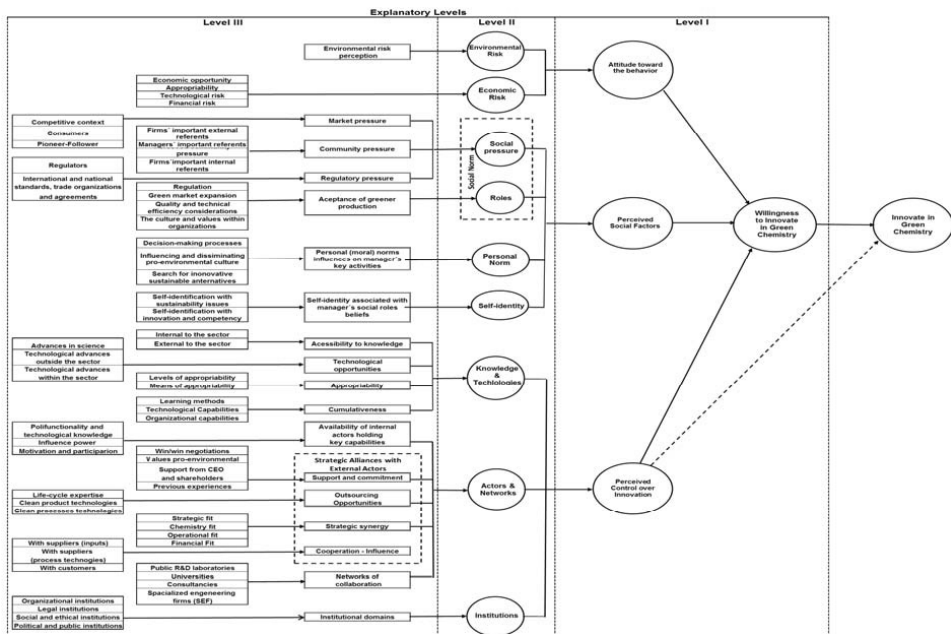 Explanatory Levels
Level III
Level II
Level I
Environmental risk
perception
Environmental
Risk
Attitude toward
the behavior
Economic opportunity
Appropriability
Technological risk
Financial risk
Economic
Risk
Competitive context
Consumers
Pioneer-Follower
Market pressure
Firms´ important external
referents
Managers´ important referents
pressure
Firms´ important internal
referents
Community pressure
Social
pressure
Social Norm
Regulators
International and national
standards, trade organizations
and agreements
Regulatory pressure
Regulation
Green market expansion
Quality and technical
efficiency considerations
The culture and values within
organizations
Aceptance of greener
production
Roles
Perceived
Social Factors
Willingness
to Innovate
in Green
Chemistry
Innovate in
Green
Chemistry
Decision-making processes
Influencing and dissiminating
pro-environmental culture
Search for inonovative
sustainable anternatives
Personal (moral) norms
influences on manager´s
key activities
Personal
Norm
Self-identification with
sustainability issues
Self-identification with
innovation and competency
Self-identity associated with
manager´s social roles
beliefs
Self-identity
Internal to the sector
External to the sector
Acessibility to knowledge
Advances in science
Technological advances
outside the sector
Technological advances
within the sector
Technological
opportunities
Knowledge
&
Techlologies
Levels of appropriability
Means of appropriability
Appropriability
Learning methods
Technological Capabilities
Organizational capabilities
Cumulativeness
Polifunctionality and
technological knowledge
Influence power
Motivation and participarion
Availability of internal
actors holding
key capabilities
Win/win negotiations
Values pro-environmental
Support from CEO
and shareholders
Previous experiences
Strategic Alliances with
External Actors
Support and commitment
Actors &
Networks
Perceived
Control over
Innovation
Life-cycle expertise
Clean product technologies
Clean processes technologies
Outsourcing
Opportunities
Strategic fit
Chemistry fit
Operational fit
Financial Fit
Strategic synergy
With suppliers (inputs)
With suppliers
(process technogies)
With customers
Cooperation - Influence
Public R&D laboratories
Universities
Consultancies
Spacialized engeneering
firms (SEF)
Networks of
collaboration
Organizational institutions
Legal institutions
Social and ethical institutions
Political and public institutions
Institutional domains
Institutions